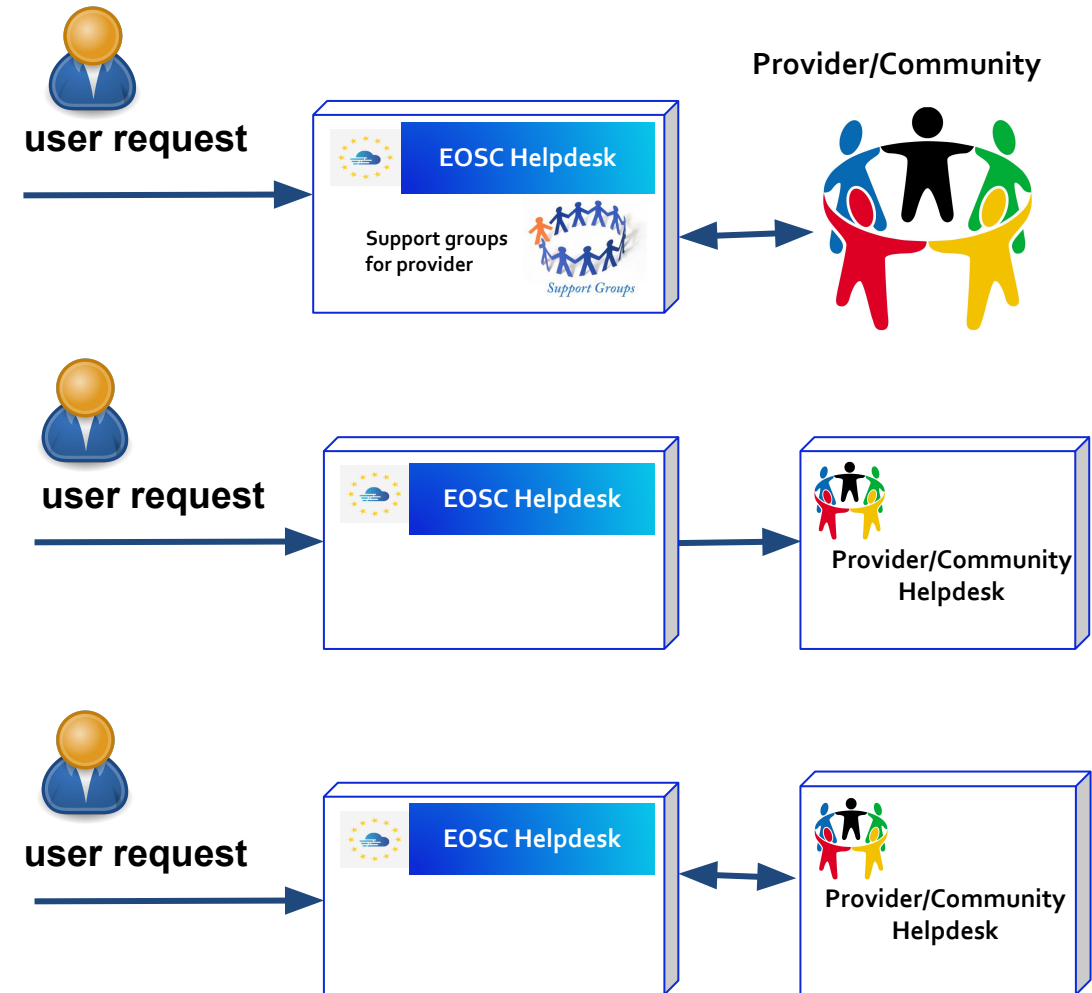 Provider/Community
user request
EOSC Helpdesk
Support groups
for provider
Support Groups
user request
EOSC Helpdesk
Provider/Community
Helpdesk
user request
EOSC Helpdesk
Provider/Community
Helpdesk